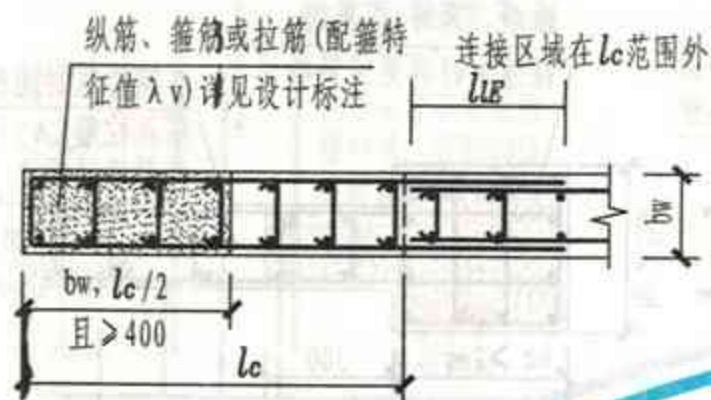 纵筋、箍筋或拉筋(配箍特
征值λv)详见设计标注
连接区域在lc范围外
llE
bw
bw, lc/2
且≥400
lc